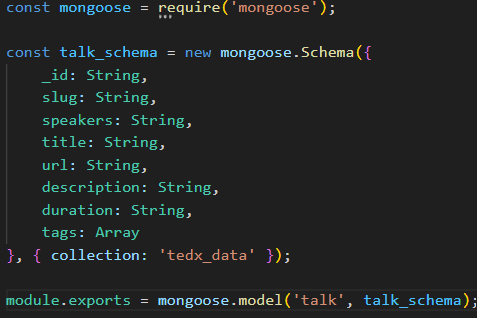 const mongoose = require('mongoose');
const talk_schema = new mongoose.Schema({
    _id: String,
    slug: String,
    speakers: String,
    title: String,
    url: String,
    description: String,
    duration: String,
    tags: Array
}, { collection: 'tedx_data' });
module.exports = mongoose.model('talk', talk_schema);